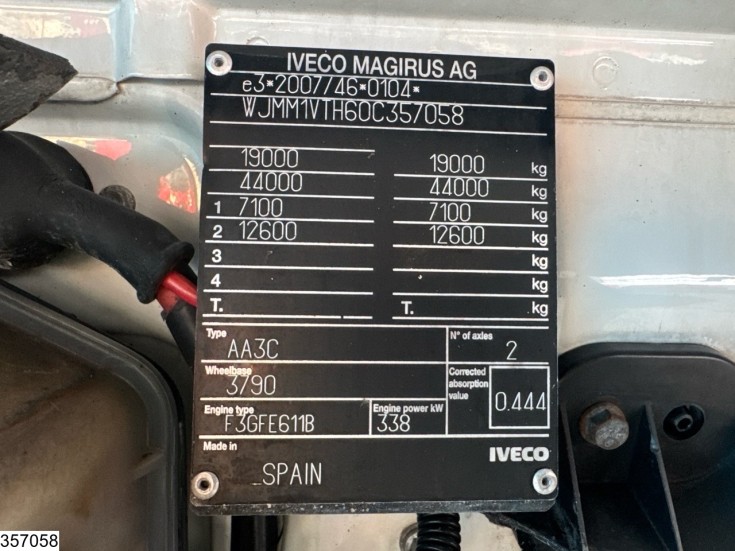 IVECO MAGIRUS AG
e3*2007/46*0104*
WJMM1VTH60C357058
19000 19000 kg
44000 44000 kg
1 7100 7100 kg
2 12600 12600 kg
3 kg
4 kg
T. T. kg
Type AA3C
N° of axles 2
Wheelbase 3790
Corrected absorption value 0.444
Engine type F3GFE611B
Engine power kW 338
Made in SPAIN
IVECO
357058